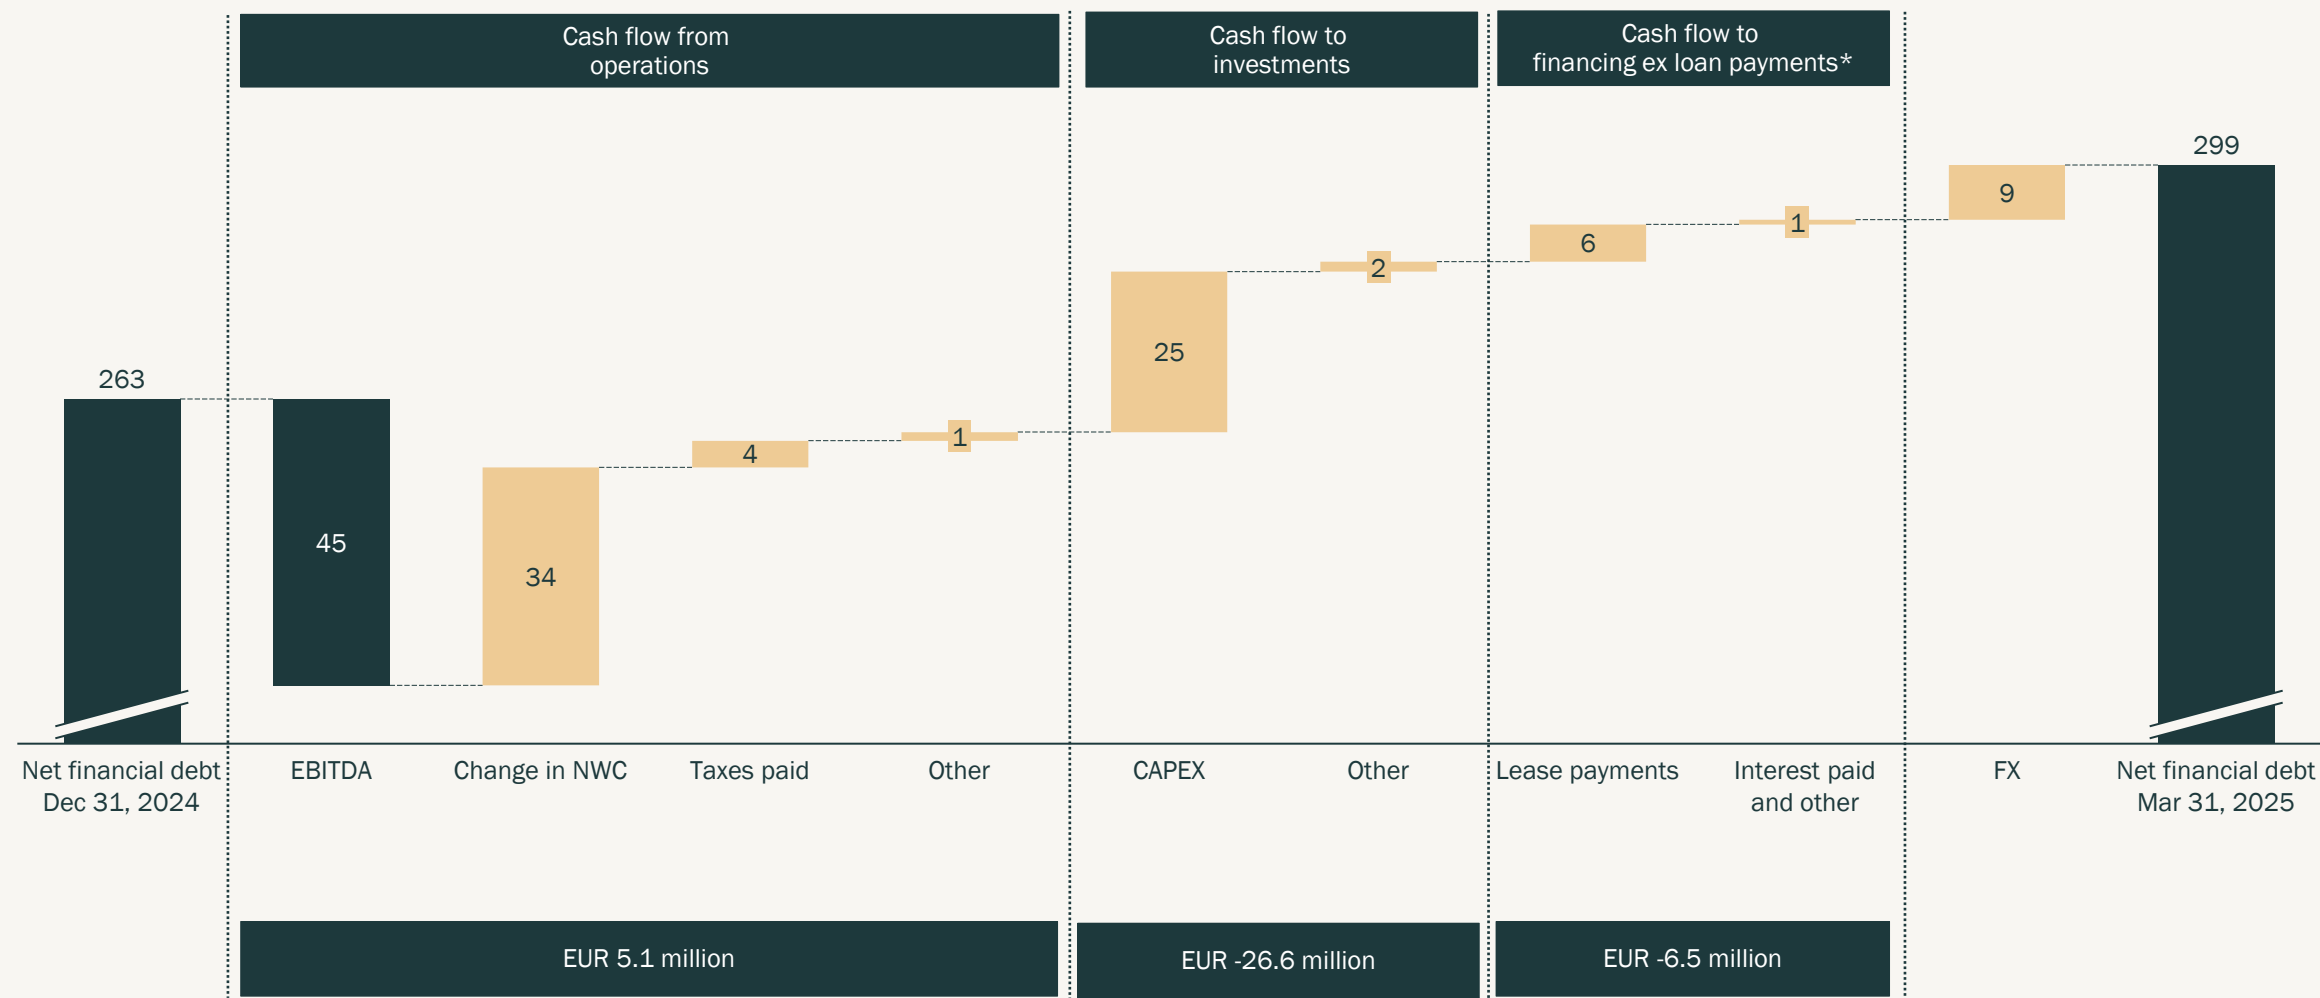 Cash flow from
operations
Cash flow to
investments
Cash flow to
financing ex loan payments*
263
45
34
4
1
25
2
6
1
9
299
Net financial debt
Dec 31, 2024
EBITDA
Change in NWC
Taxes paid
Other
CAPEX
Other
Lease payments
Interest paid
and other
FX
Net financial debt
Mar 31, 2025
EUR 5.1 million
EUR -26.6 million
EUR -6.5 million